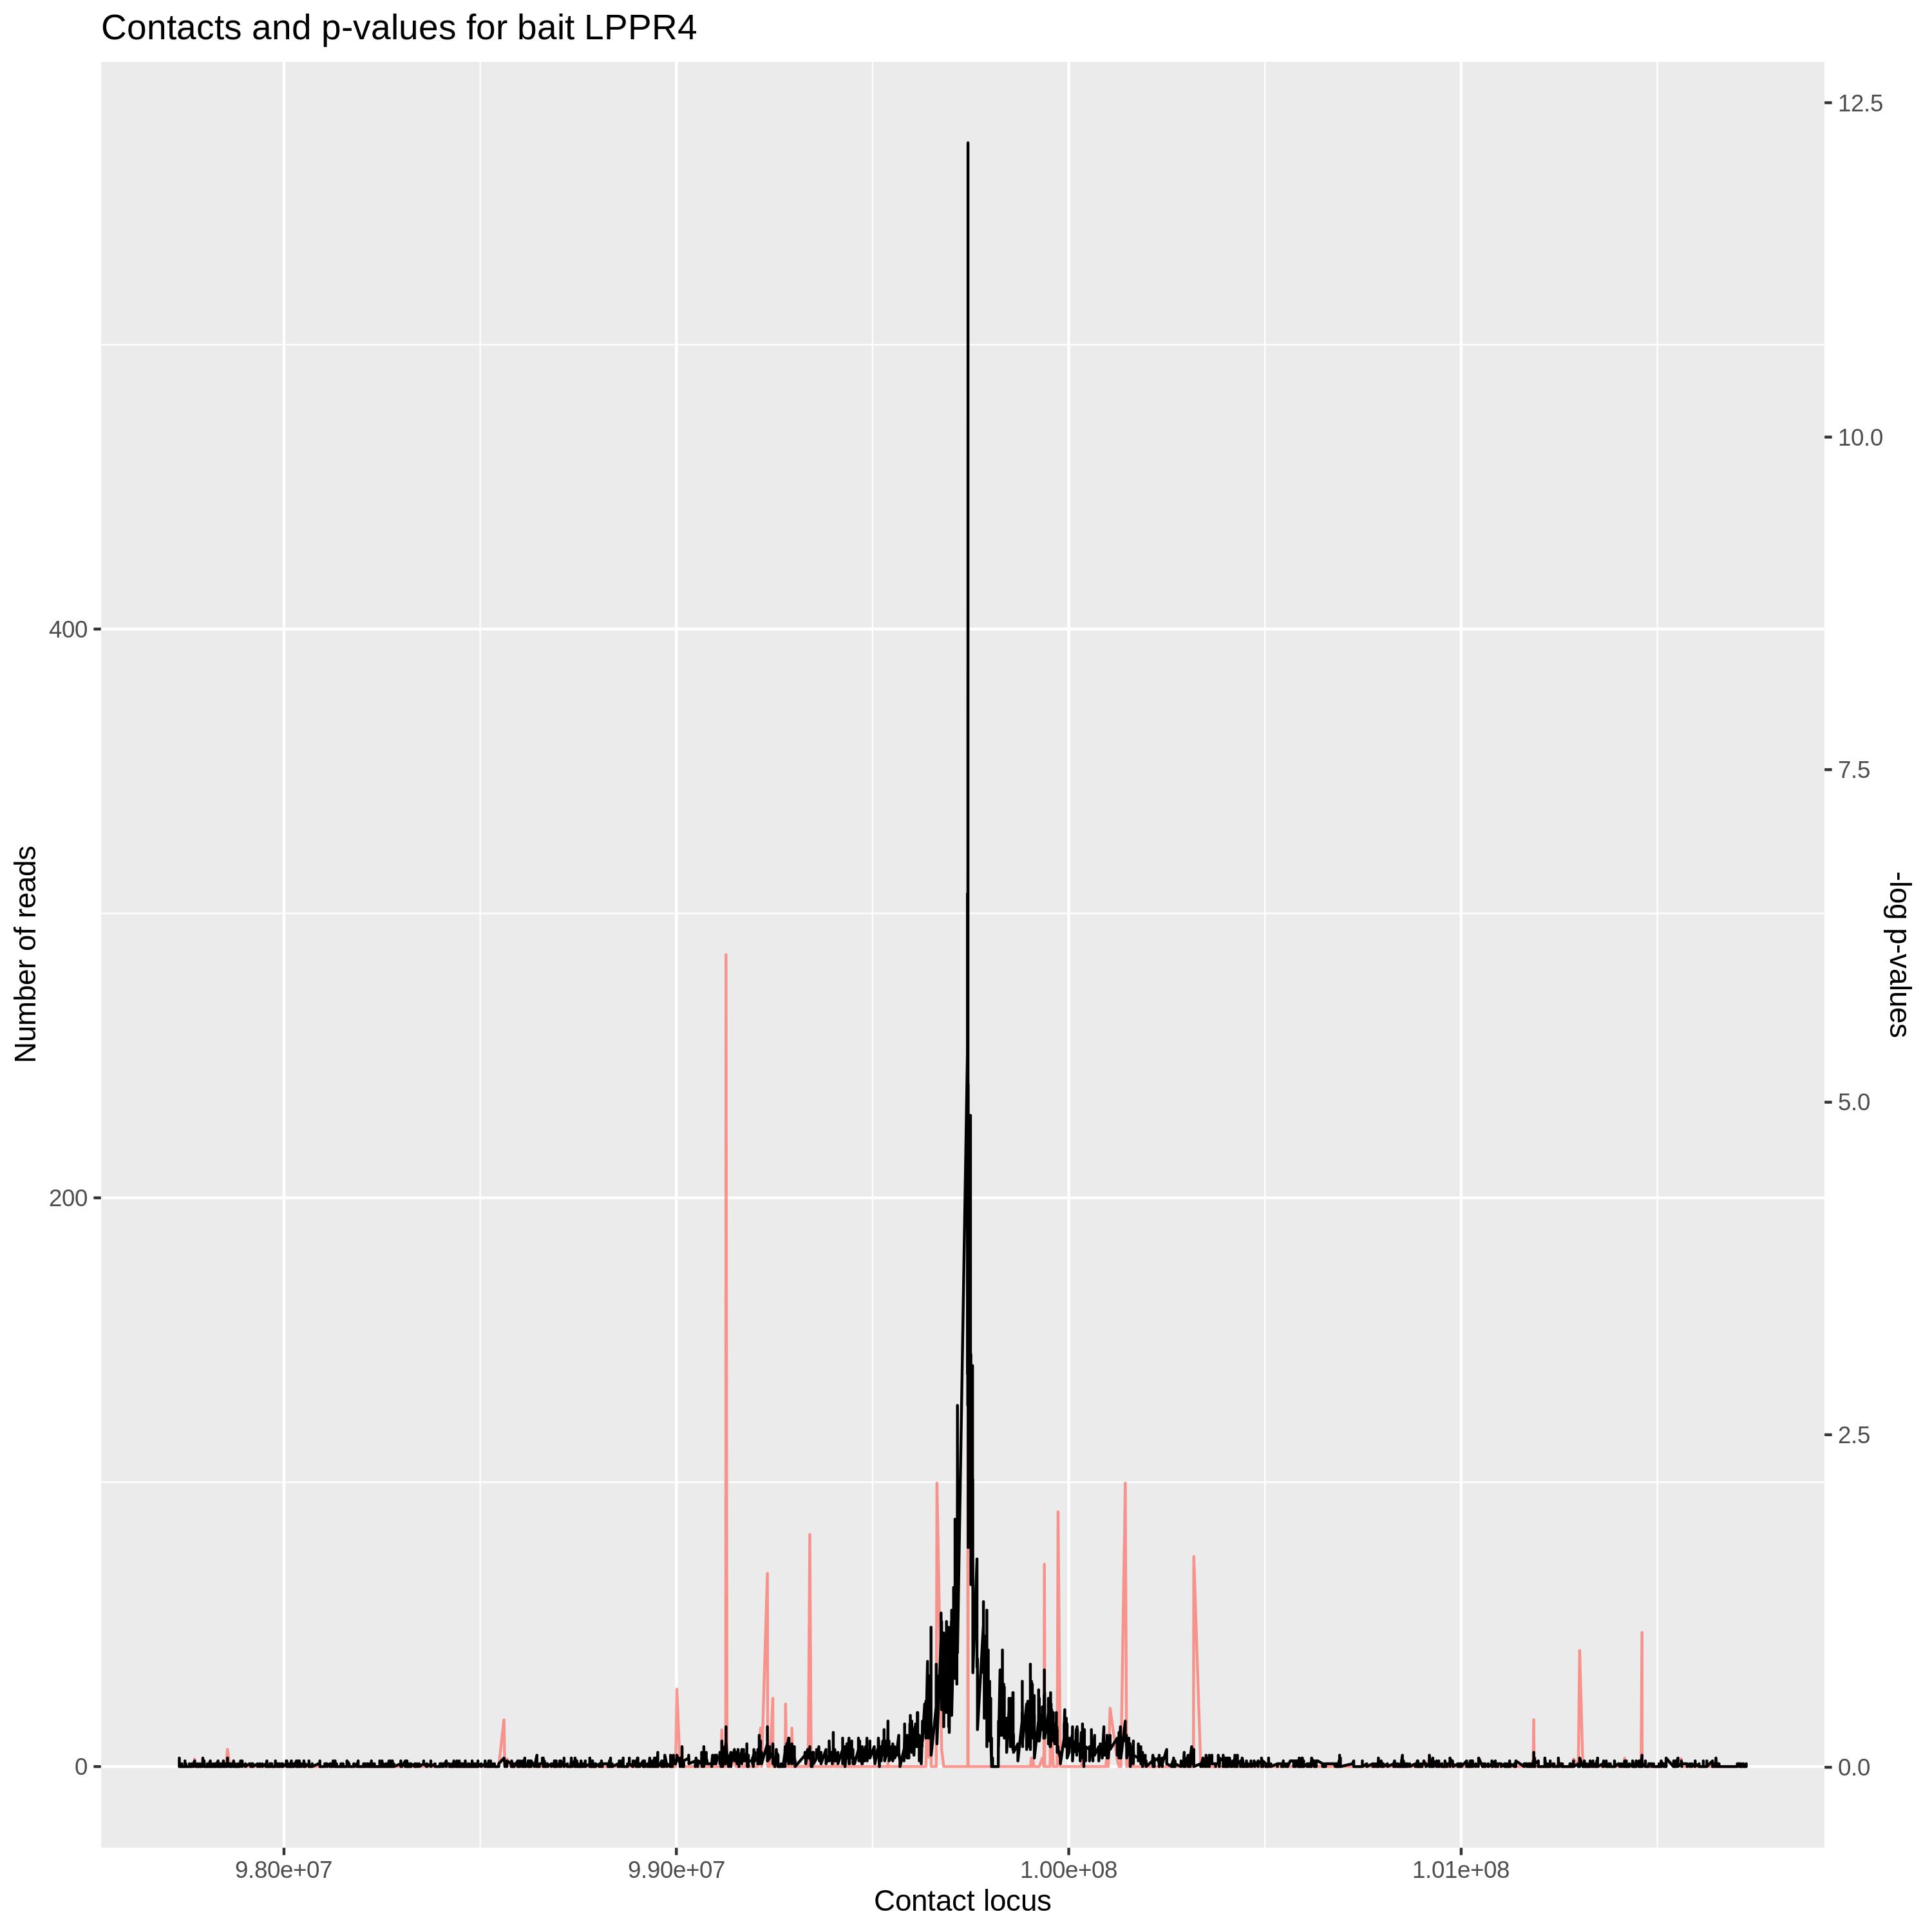 Contacts and p-values for bait LPPR4
12.5
10.0
400
7.5
Number of reads
-log p-values
5.0
200
2.5
0
0.0
9.80e+07
9.90e+07
1.00e+08
1.01e+08
Contact locus